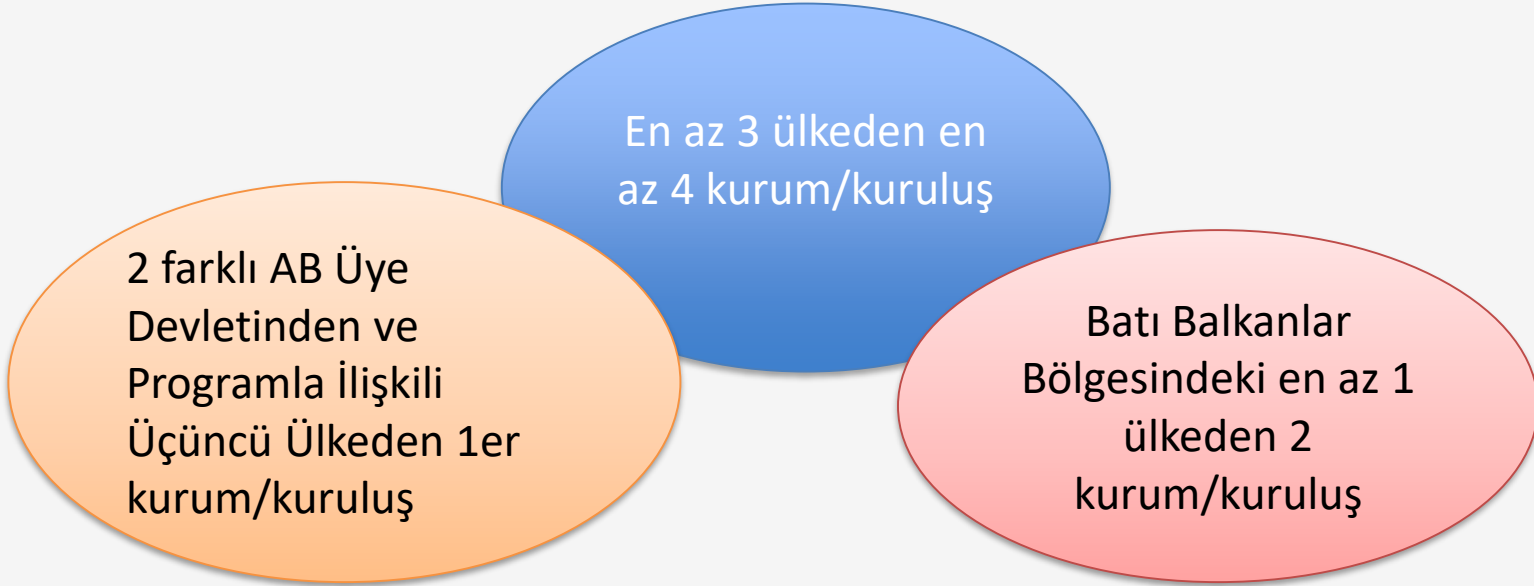 En az 3 ülkeden en
az 4 kurum/kuruluş
2 farklı AB Üye
Devletinden ve
Programla İlişkili
Üçüncü Ülkeden 1er
kurum/kuruluş
Batı Balkanlar
Bölgesindeki en az 1
ülkeden 2
kurum/kuruluş